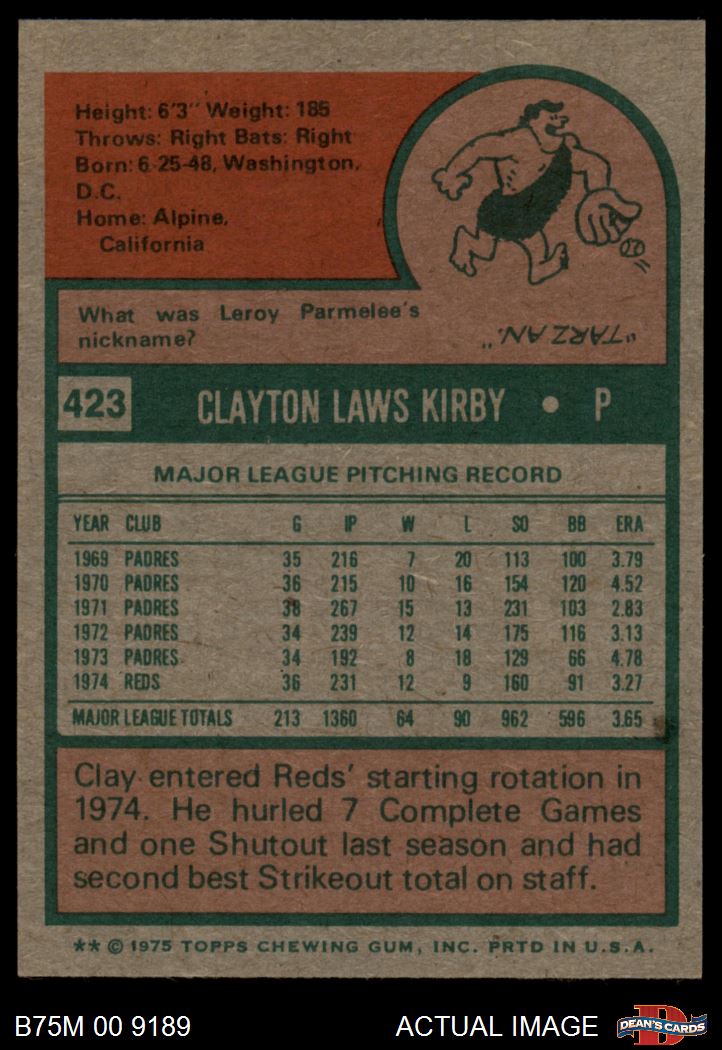 Height: 6'3" Weight: 185
Throws: Right Bats: Right
Born: 6-25-48, Washington,
D.C.
Home: Alpine,
California
What was Leroy Parmelee's
nickname?
"TARZAN."
423 CLAYTON LAWS KIRBY • P
MAJOR LEAGUE PITCHING RECORD
YEAR CLUB G IP W L SO BB ERA
1969 PADRES 35 216 7 20 113 100 3.79
1970 PADRES 36 215 10 16 154 120 4.52
1971 PADRES 38 267 15 13 231 103 2.83
1972 PADRES 34 239 12 14 175 116 3.13
1973 PADRES 34 192 8 18 129 66 4.78
1974 REDS 36 231 12 9 160 91 3.27
MAJOR LEAGUE TOTALS 213 1360 64 90 962 596 3.65
Clay entered Reds' starting rotation in
1974. He hurled 7 Complete Games
and one Shutout last season and had
second best Strikeout total on staff.
** © 1975 TOPPS CHEWING GUM, INC. PRTD IN U.S.A.
B75M 00 9189 ACTUAL IMAGE D DEAN'S CARDS